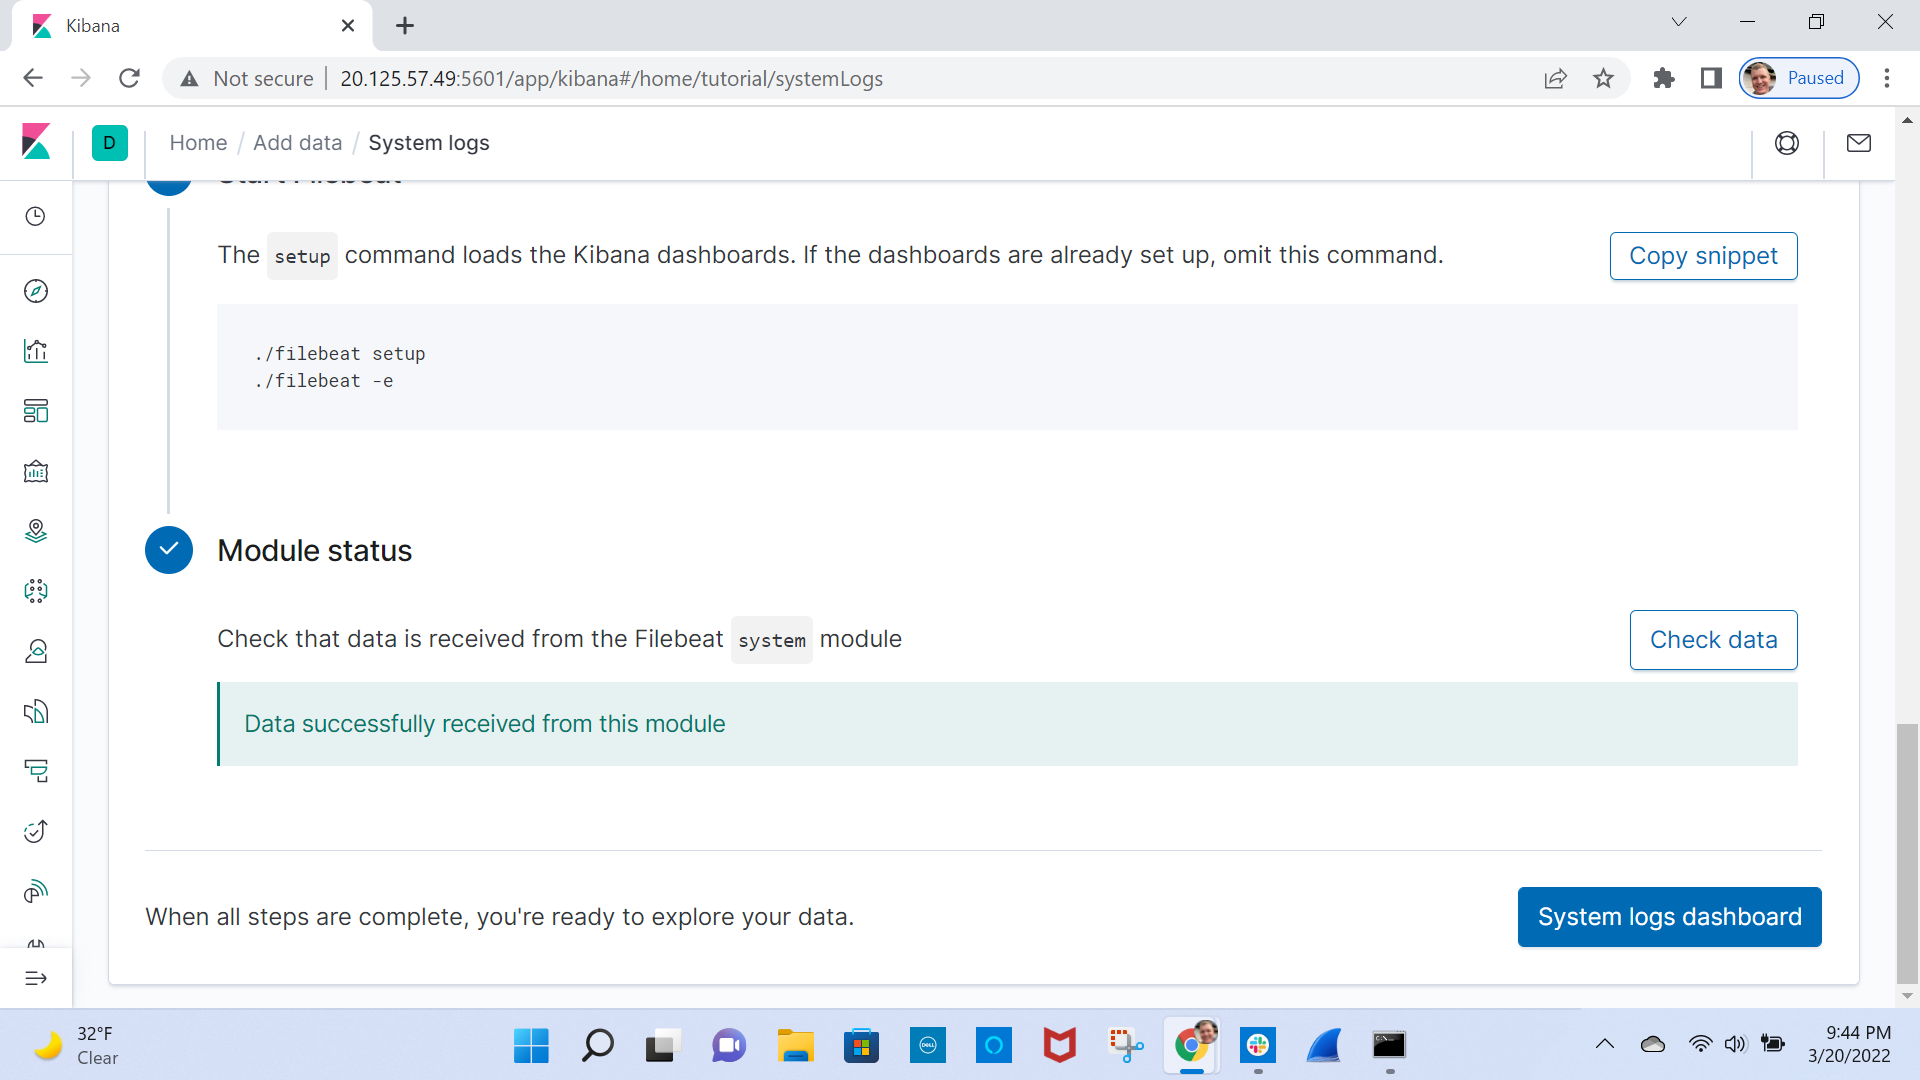 Kibana
Not secure
20.125.57.49:5601/app/kibana#/home/tutorial/systemLogs
Paused
D
Home / Add data / System logs
Start Filebeat
The setup command loads the Kibana dashboards. If the dashboards are already set up, omit this command.
Copy snippet
./filebeat setup
./filebeat -e
Module status
Check that data is received from the Filebeat system module
Check data
Data successfully received from this module
When all steps are complete, you're ready to explore your data.
System logs dashboard
32°F
Clear
DELL
9:44 PM
3/20/2022